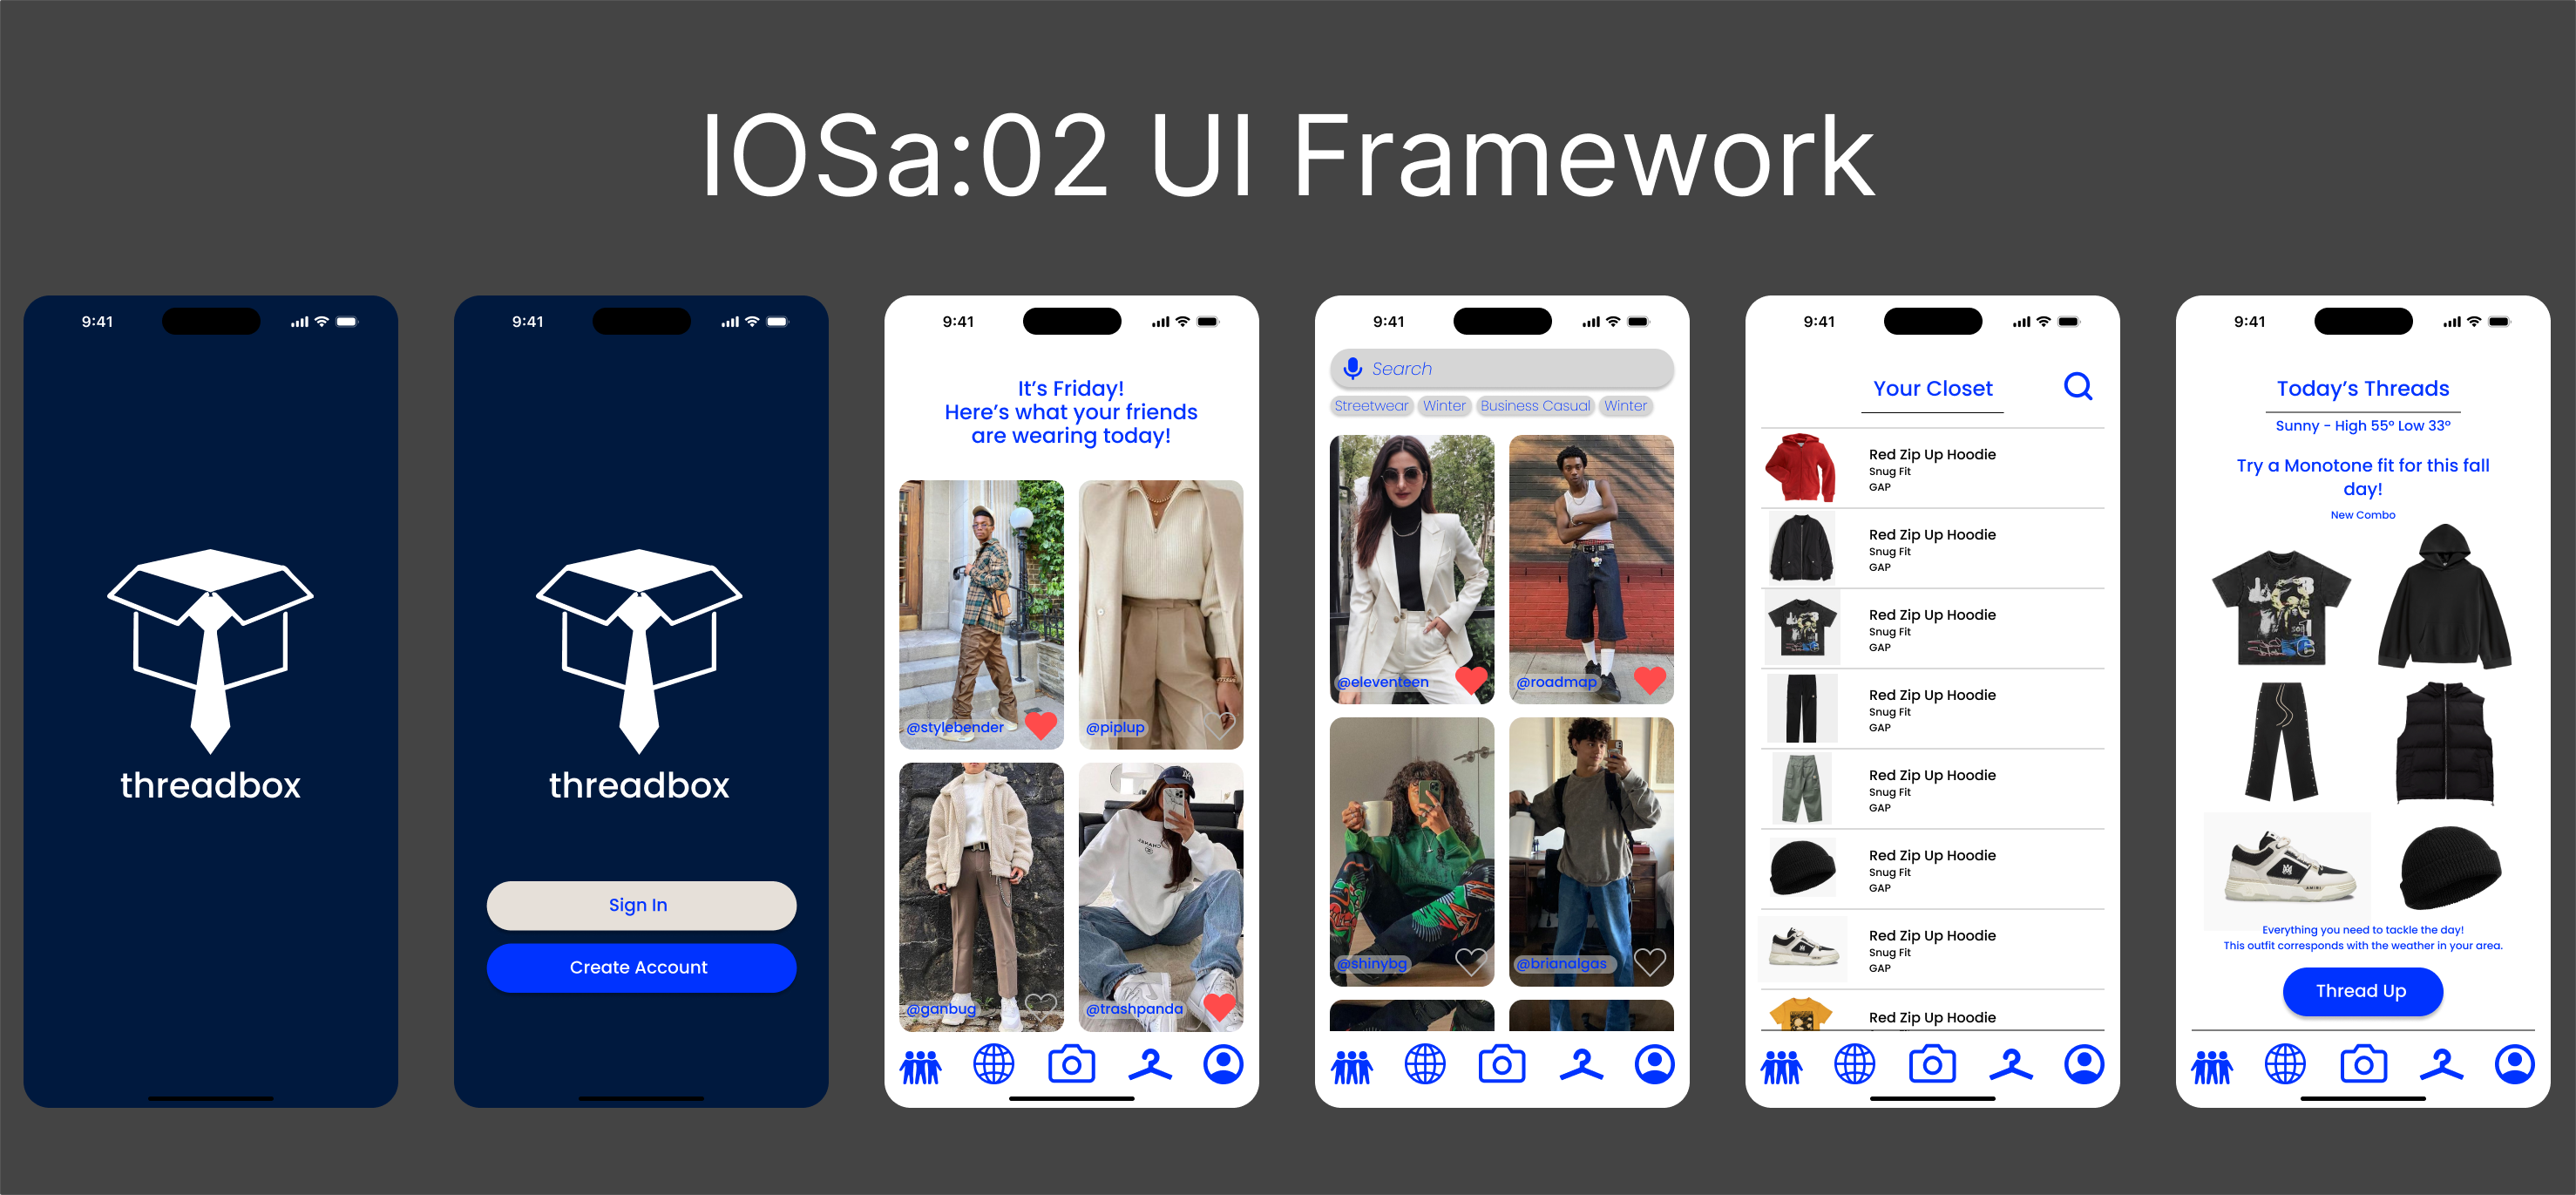 IOSa:02 UI Framework
9:41
threadbox
9:41
threadbox
Sign In
Create Account
9:41
It's Friday!
Here's what your friends
are wearing today!
@stylebender
@piplup
@ganbug
@trashpanda
9:41
Search
Streetwear
Winter
Business Casual
Winter
@eleventeen
@roadmap
@shinybg
@brianalgas
9:41
Your Closet
Red Zip Up Hoodie
Snug Fit
GAP
Red Zip Up Hoodie
Snug Fit
GAP
Red Zip Up Hoodie
Snug Fit
GAP
Red Zip Up Hoodie
Snug Fit
GAP
Red Zip Up Hoodie
Snug Fit
GAP
Red Zip Up Hoodie
Snug Fit
GAP
Red Zip Up Hoodie
Snug Fit
GAP
Red Zip Up Hoodie
9:41
Today's Threads
Sunny - High 55° Low 33°
Try a Monotone fit for this fall
day!
New Combo
AMIRI
Everything you need to tackle the day!
This outfit corresponds with the weather in your area.
Thread Up